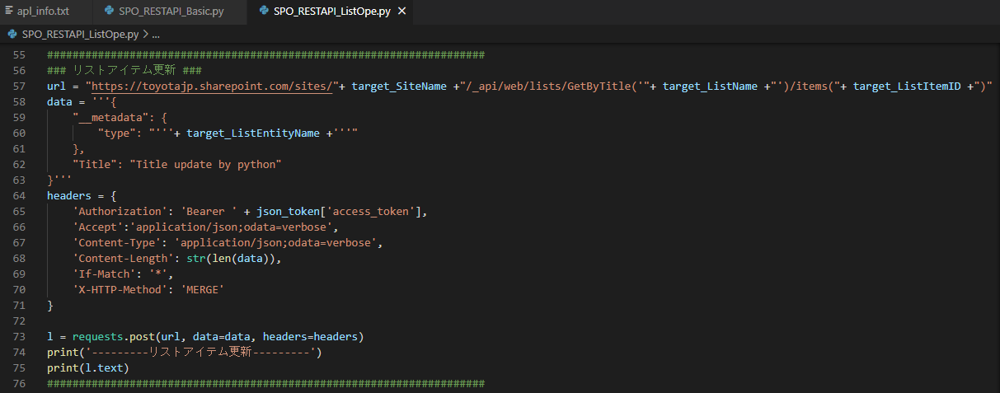 apl_info.txt SPO_RESTAPI_Basic.py SPO_RESTAPI_ListOpe.py ×
SPO_RESTAPI_ListOpe.py > ...
55 #####################################################################
56 ### リストアイテム更新 ###
57 url = "https://toyotajp.sharepoint.com/sites/"+ target_SiteName +"/_api/web/lists/GetByTitle('"+ target_ListName +"')/items("+ target_ListItemID +")"
58 data = '''{
59     "__metadata": {
60         "type": "'''+ target_ListEntityName +'''"
61     },
62     "Title": "Title update by python"
63 }'''
64 headers = {
65     'Authorization': 'Bearer ' + json_token['access_token'],
66     'Accept':'application/json;odata=verbose',
67     'Content-Type': 'application/json;odata=verbose',
68     'Content-Length': str(len(data)),
69     'If-Match': '*',
70     'X-HTTP-Method': 'MERGE'
71 }
72
73 l = requests.post(url, data=data, headers=headers)
74 print('---------リストアイテム更新---------')
75 print(l.text)
76 #####################################################################